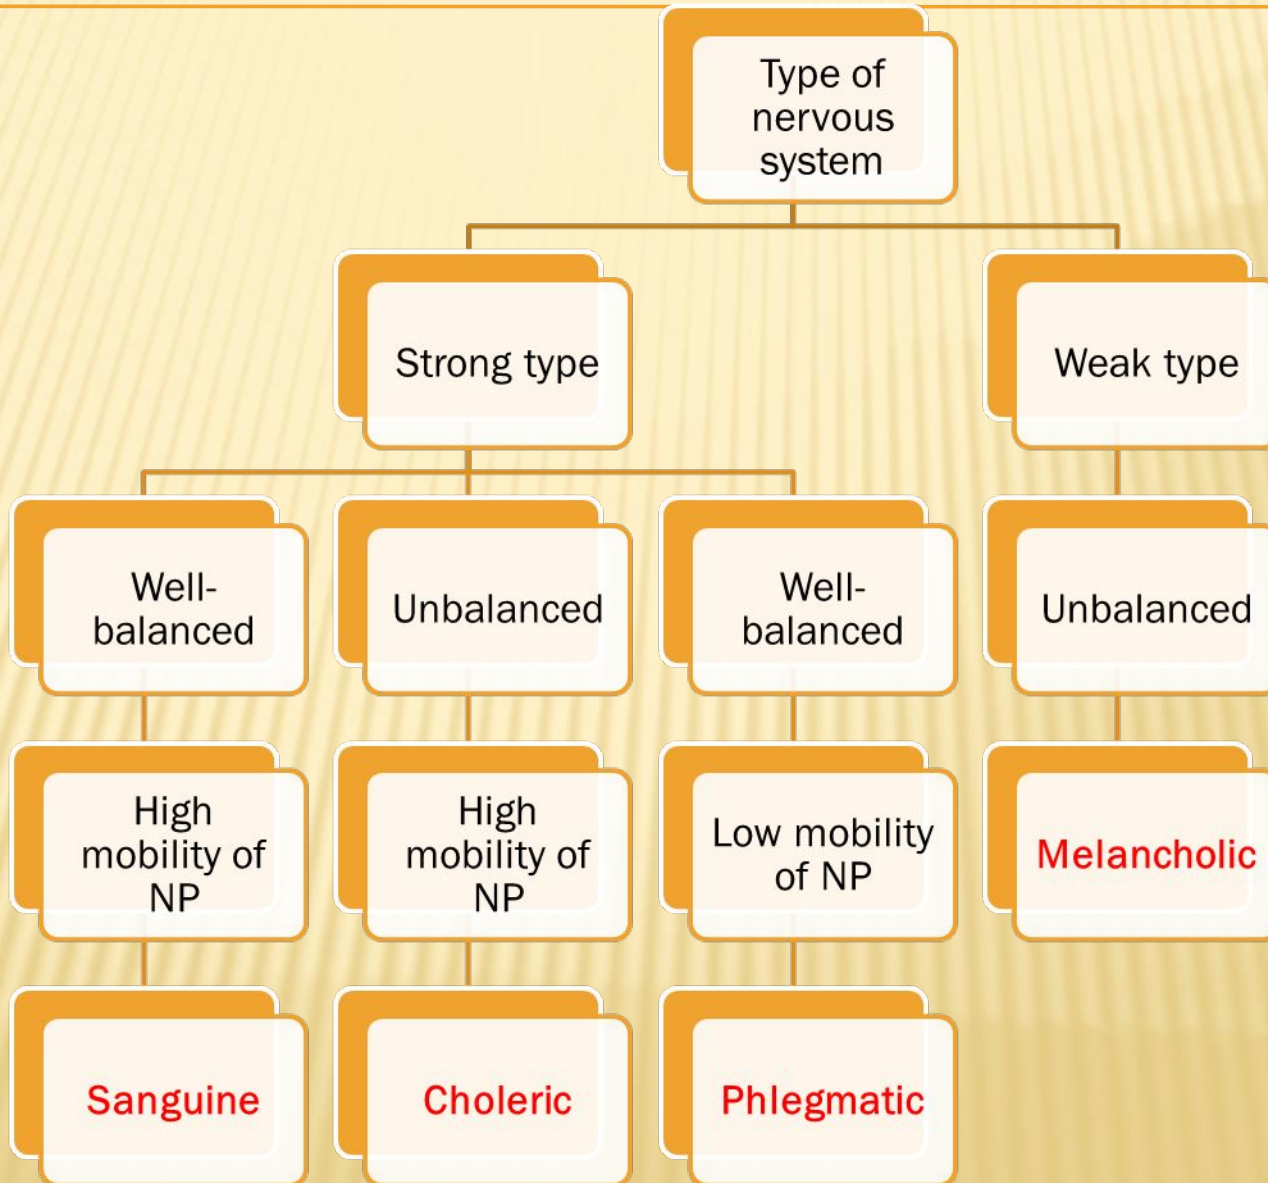 Type of
nervous
system
Strong type
Weak type
Well-
balanced
Unbalanced
Well-
balanced
Unbalanced
High
mobility of
NP
High
mobility of
NP
Low mobility
of NP
Melancholic
Sanguine
Choleric
Phlegmatic